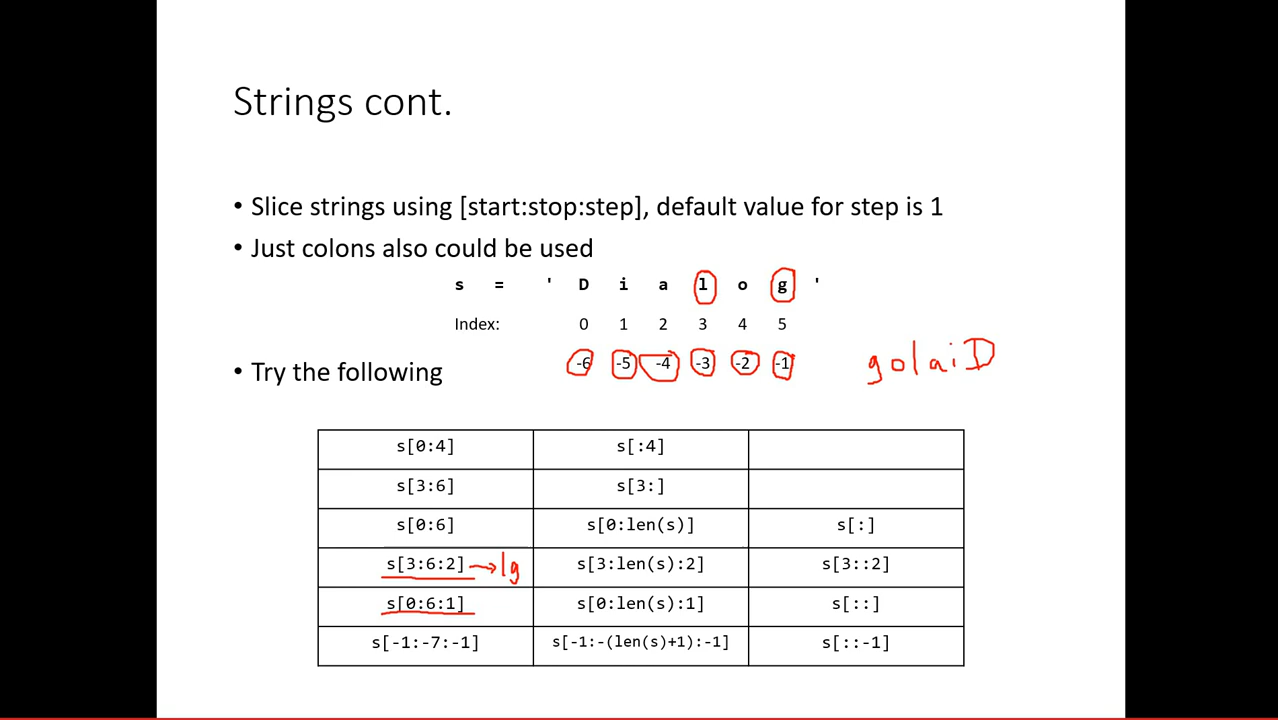 Strings cont.
• Slice strings using [start:stop:step], default value for step is 1
• Just colons also could be used
s = ' D i a l o g '
Index: 0 1 2 3 4 5
-6 -5 -4 -3 -2 -1 golaiD
• Try the following
s[0:4] s[:4]
s[3:6] s[3:]
s[0:6] s[0:len(s)] s[:]
s[3:6:2] → lg s[3:len(s):2] s[3::2]
s[0:6:1] s[0:len(s):1] s[::]
s[-1:-7:-1] s[-1:-(len(s)+1):-1] s[::-1]